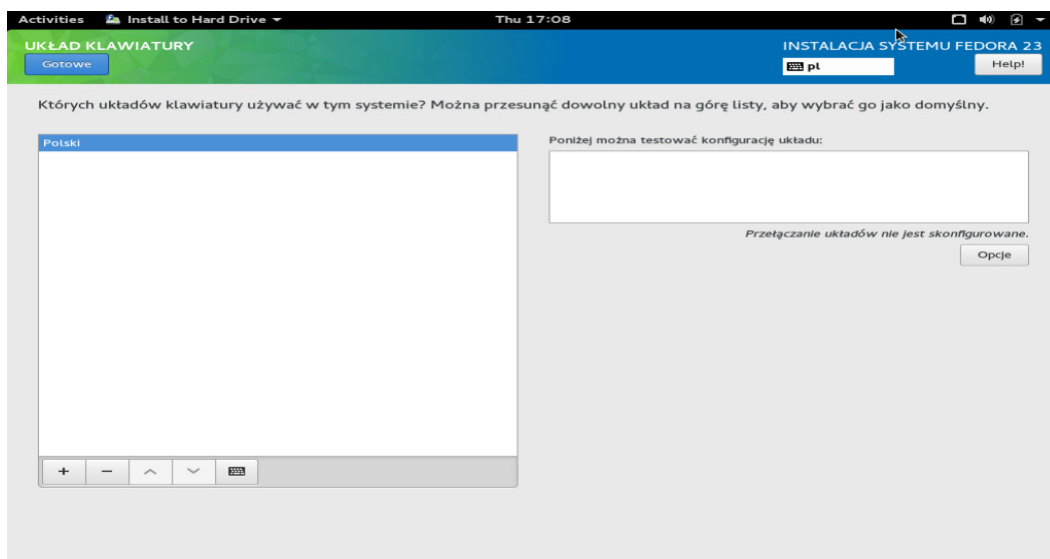 Activities Install to Hard Drive Thu 17:08
UKŁAD KLAWIATURY INSTALACJA SYSTEMU FEDORA 23
Gotowe pl Help!
Których układów klawiatury używać w tym systemie? Można przesunąć dowolny układ na górę listy, aby wybrać go jako domyślny.
Polski
Poniżej można testować konfigurację układu:
Przełączanie układów nie jest skonfigurowane.
Opcje